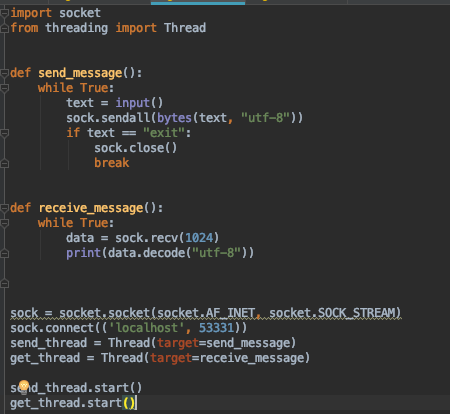 import socket
from threading import Thread
def send_message():
    while True:
        text = input()
        sock.sendall(bytes(text, "utf-8"))
        if text == "exit":
            sock.close()
            break
def receive_message():
    while True:
        data = sock.recv(1024)
        print(data.decode("utf-8"))
sock = socket.socket(socket.AF_INET, socket.SOCK_STREAM)
sock.connect(('localhost', 53331))
send_thread = Thread(target=send_message)
get_thread = Thread(target=receive_message)
send_thread.start()
get_thread.start()